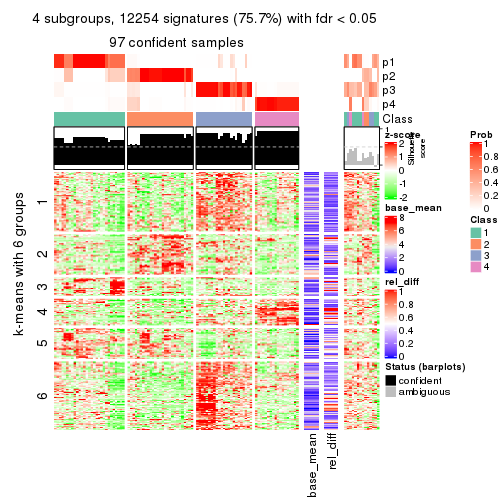 4 subgroups, 12254 signatures (75.7%) with fdr < 0.05
97 confident samples
p1
p2
p3
p4
Class
1
Silhouette
score
k-means with 6 groups
1
2
3
4
5
6
base_mean
rel_diff
z-score
2
1
0
-1
-2
base_mean
8
6
4
2
0
rel_diff
1
0.8
0.6
0.4
0.2
0
Status (barplots)
confident
ambiguous
Prob
1
0.8
0.6
0.4
0.2
0
Class
1
2
3
4